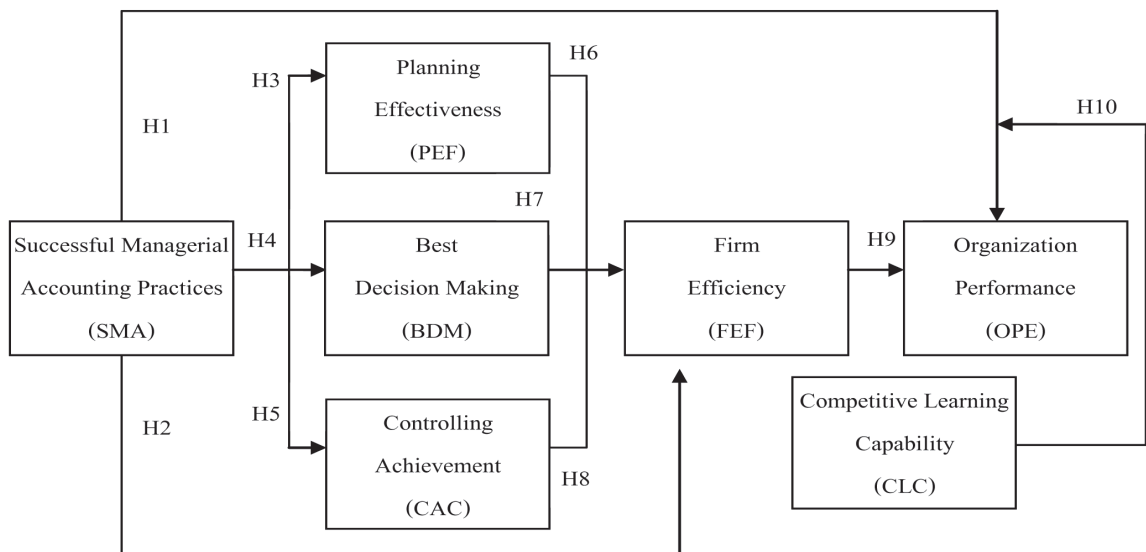 H1
H2
H3
H4
H5
H6
H7
H8
H9
H10
Successful Managerial
Accounting Practices
(SMA)
Planning
Effectiveness
(PEF)
Best
Decision Making
(BDM)
Controlling
Achievement
(CAC)
Firm
Efficiency
(FEF)
Organization
Performance
(OPE)
Competitive Learning
Capability
(CLC)